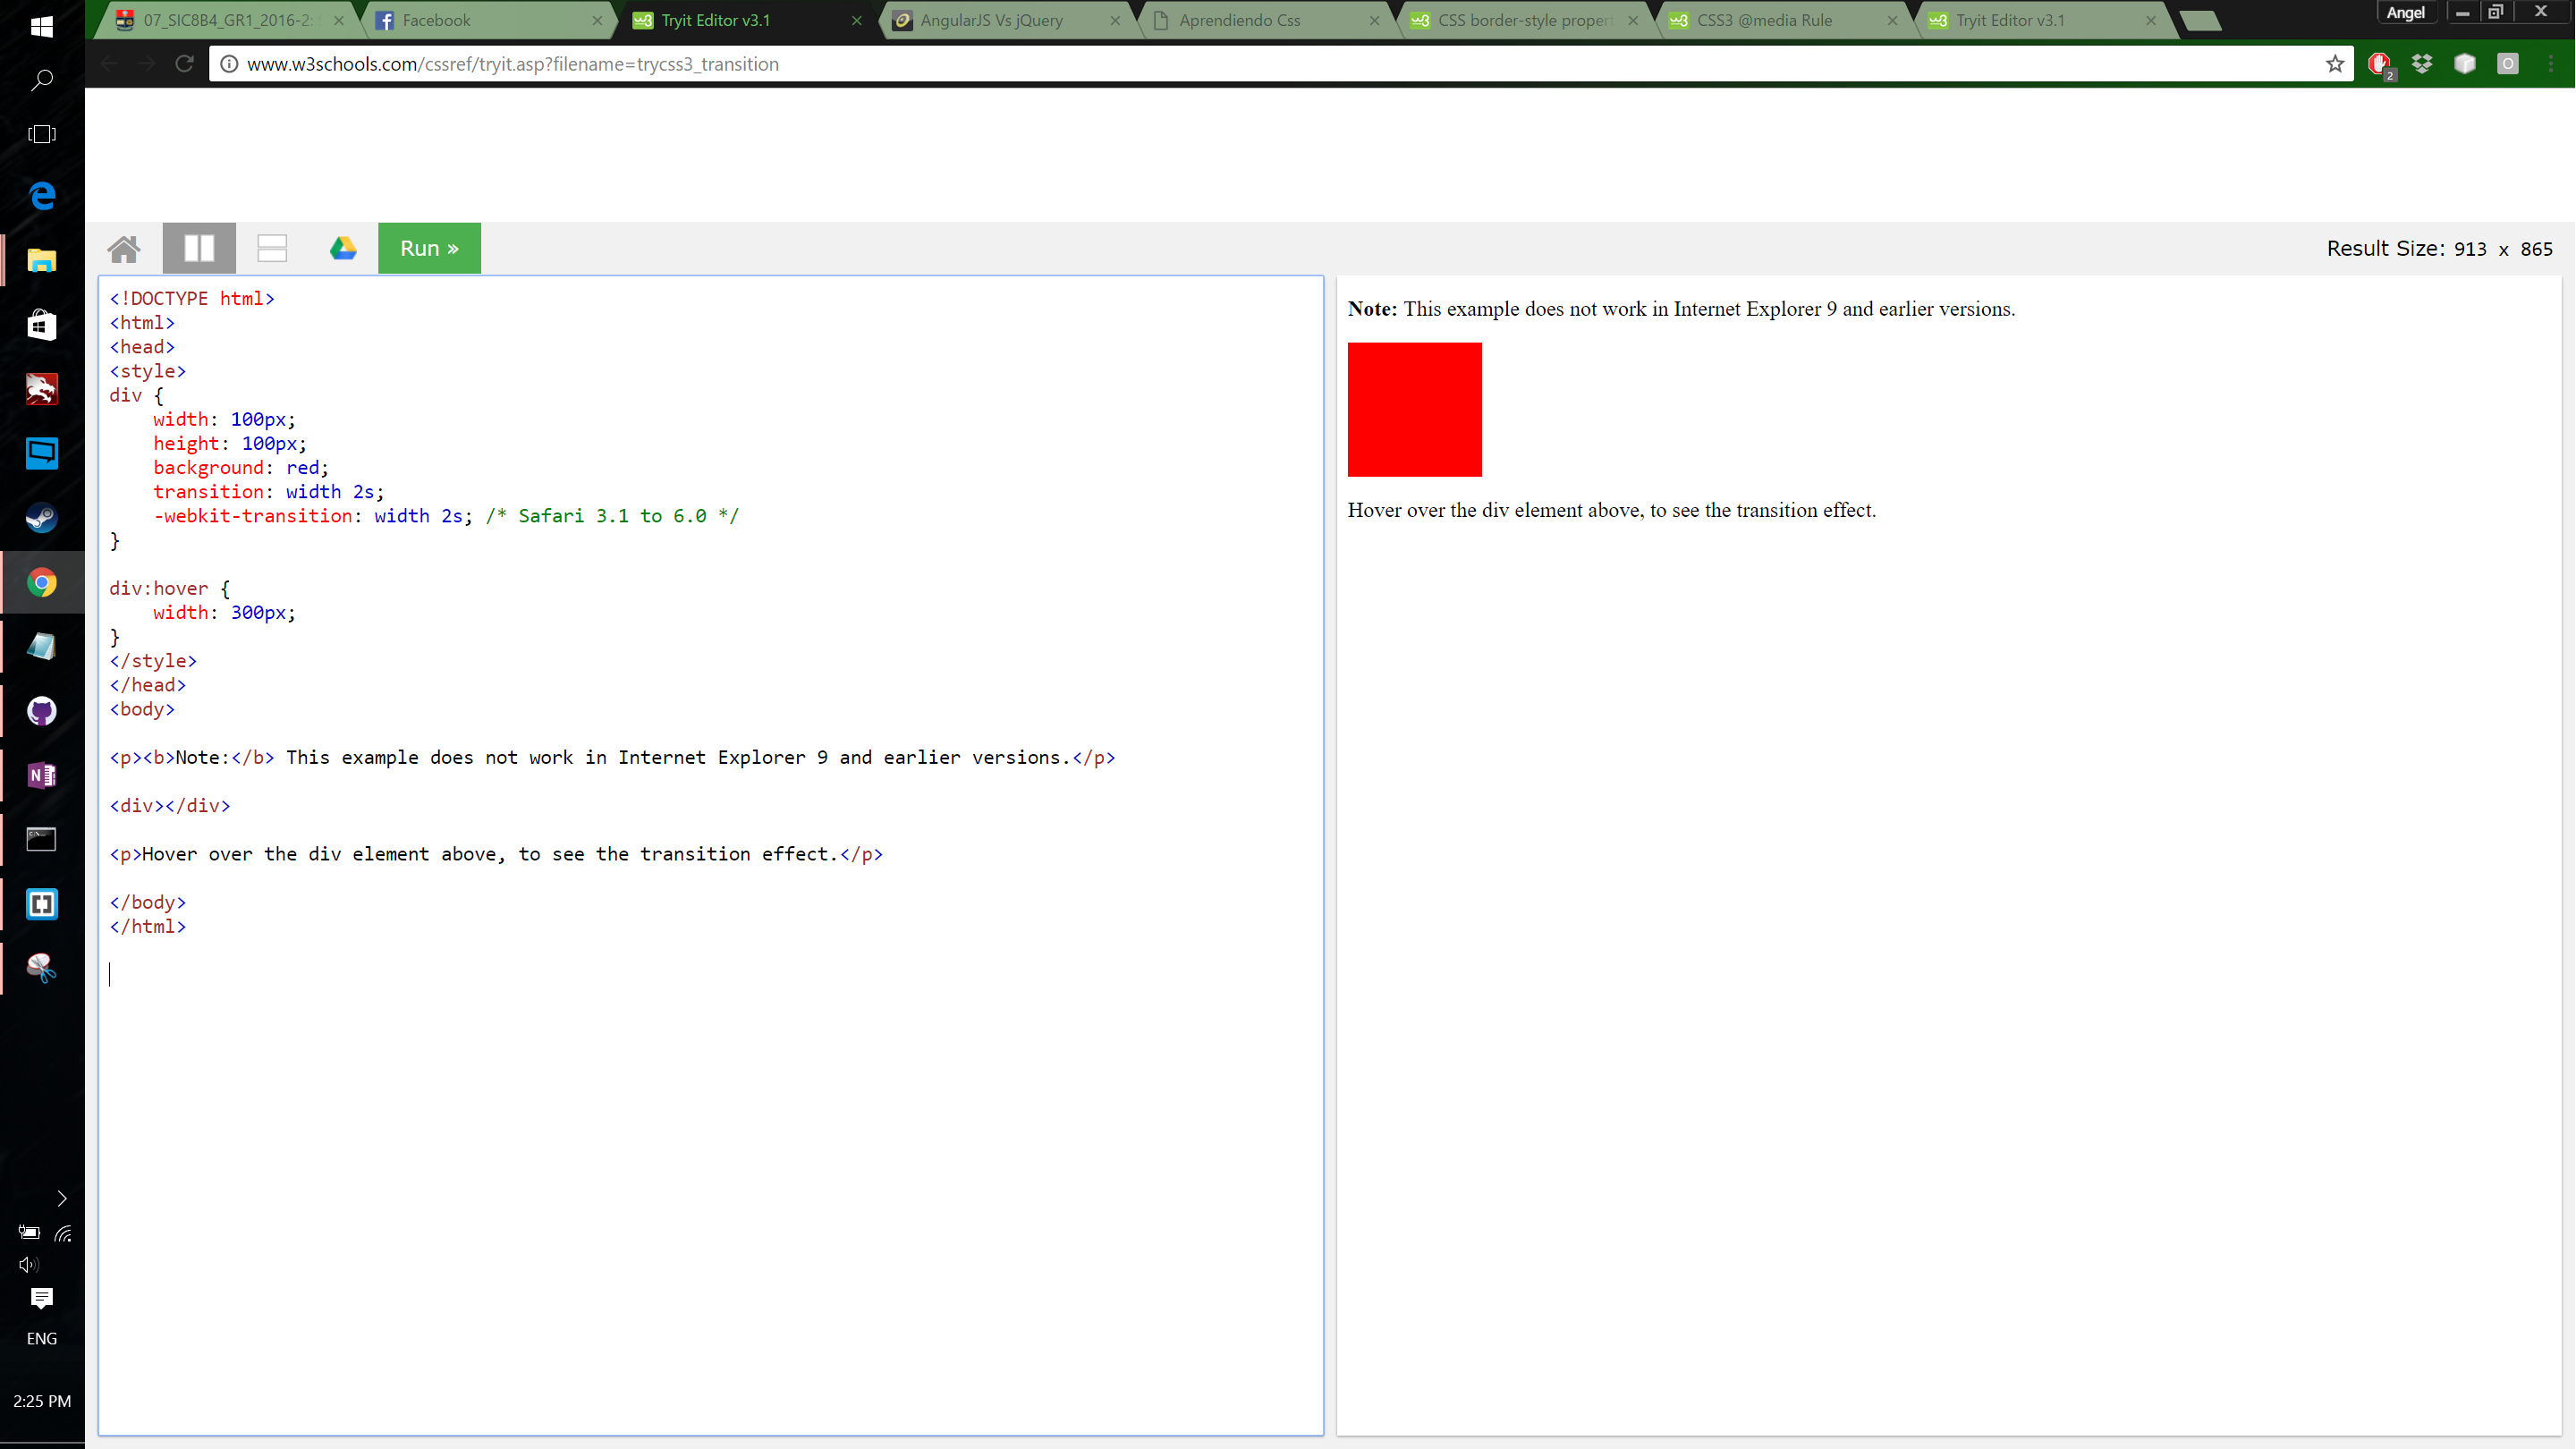 07_SIC8B4_GR1_2016-2:
Facebook
Tryit Editor v3.1
AngularJS Vs jQuery
Aprendiendo Css
CSS border-style proper
CSS3 @media Rule
Tryit Editor v3.1
Angel
www.w3schools.com/cssref/tryit.asp?filename=trycss3_transition
2
O
Run »
Result Size: 913 x 865
<!DOCTYPE html>
<html>
<head>
<style>
div {
    width: 100px;
    height: 100px;
    background: red;
    transition: width 2s;
    -webkit-transition: width 2s; /* Safari 3.1 to 6.0 */
}

div:hover {
    width: 300px;
}
</style>
</head>
<body>

<p><b>Note:</b> This example does not work in Internet Explorer 9 and earlier versions.</p>

<div></div>

<p>Hover over the div element above, to see the transition effect.</p>

</body>
</html>
Note: This example does not work in Internet Explorer 9 and earlier versions.
Hover over the div element above, to see the transition effect.
ENG
2:25 PM